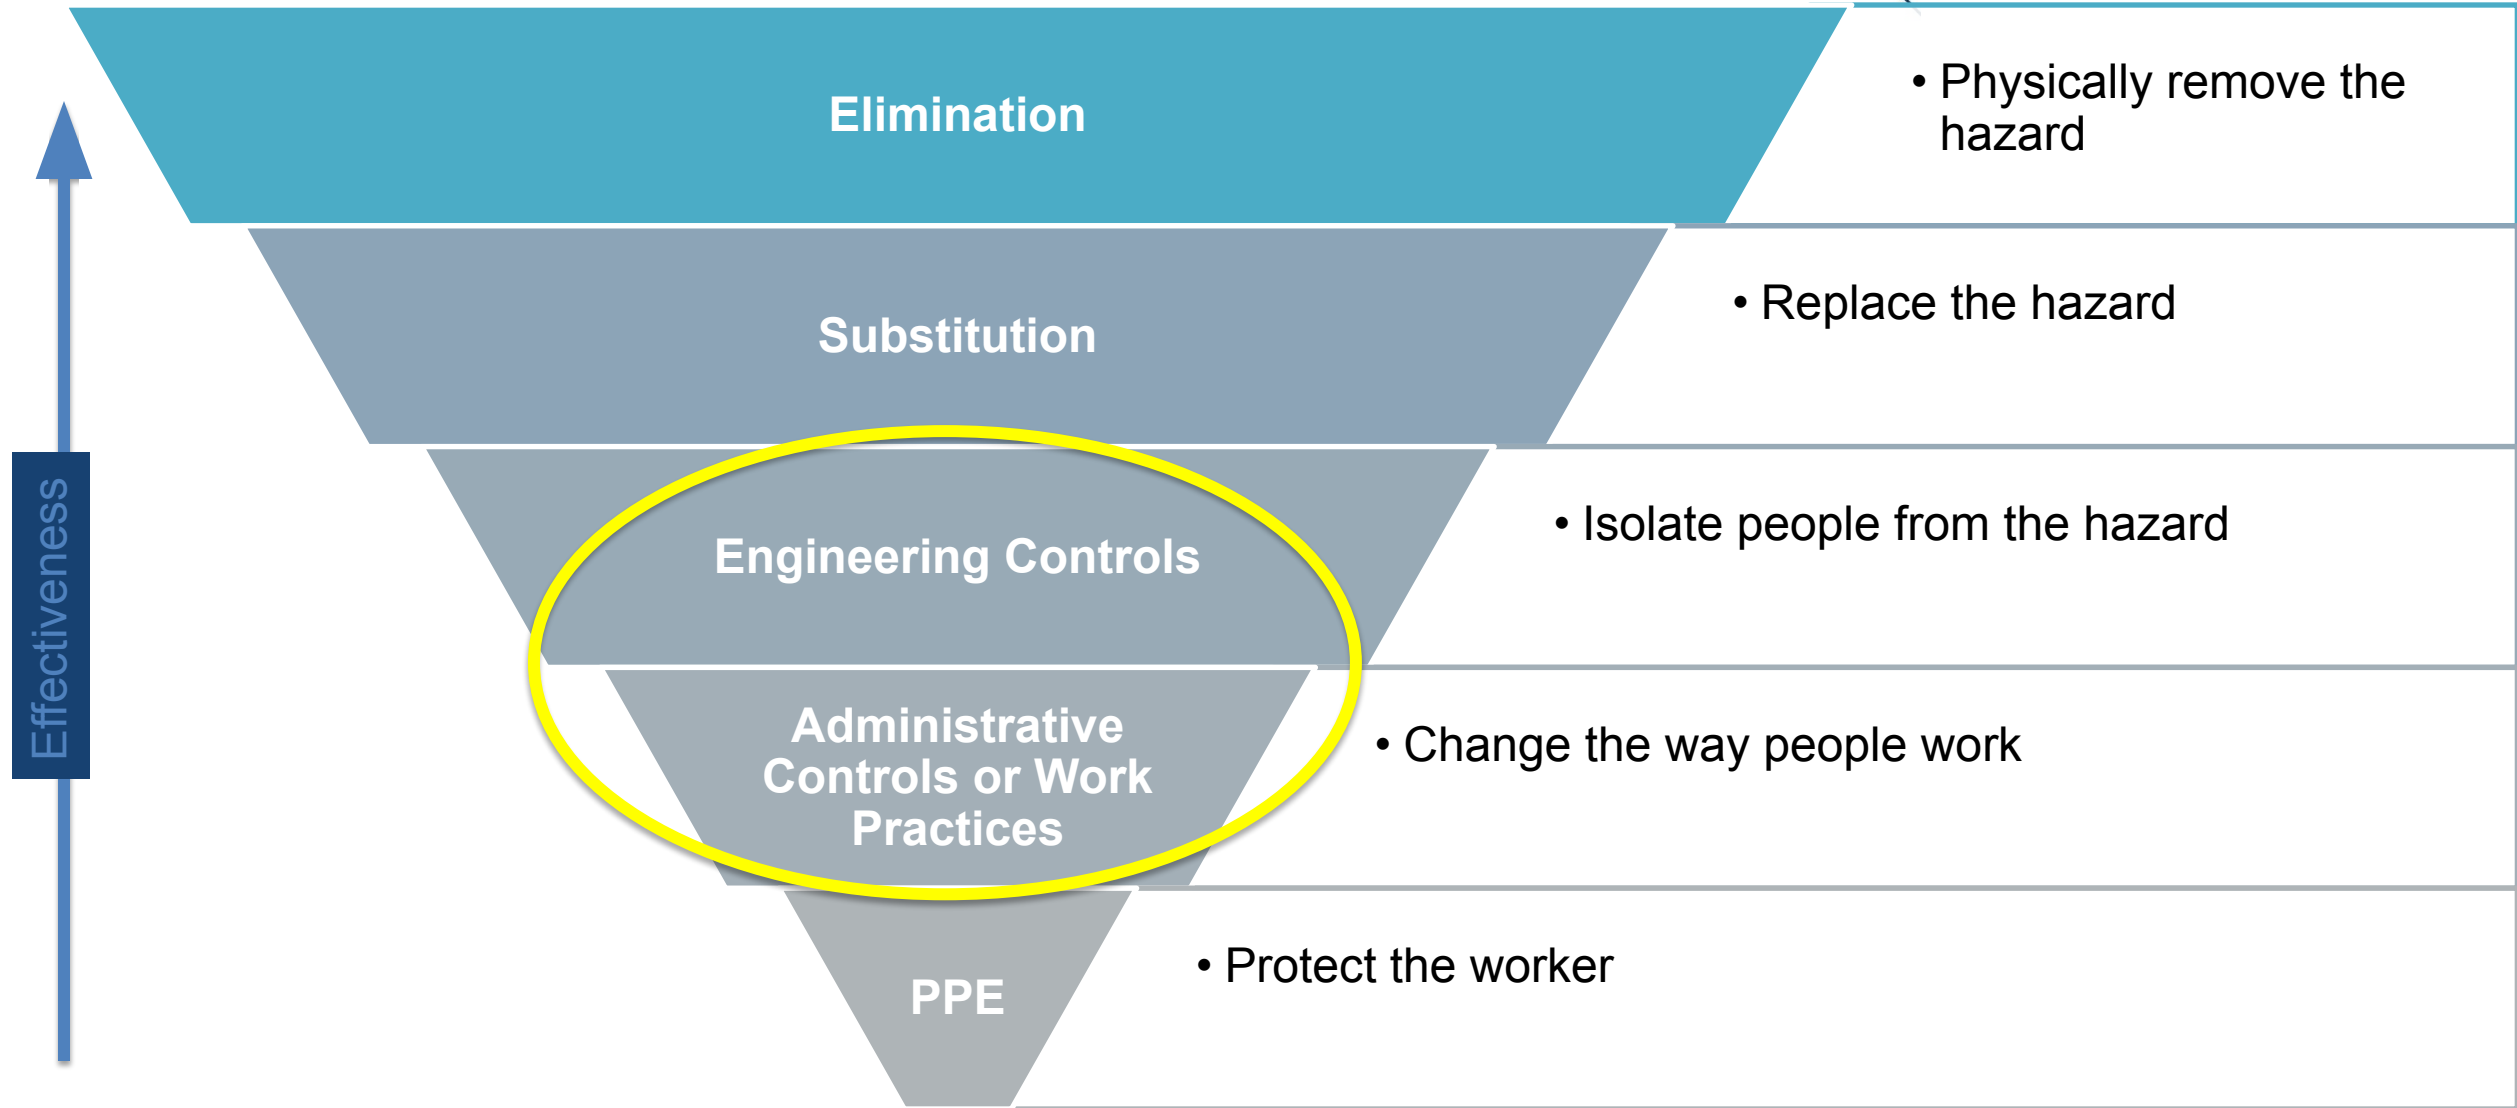 Elimination
• Physically remove the
hazard
Substitution
• Replace the hazard
Engineering Controls
• Isolate people from the hazard
Administrative
Controls or Work
Practices
• Change the way people work
PPE
• Protect the worker
Effectiveness